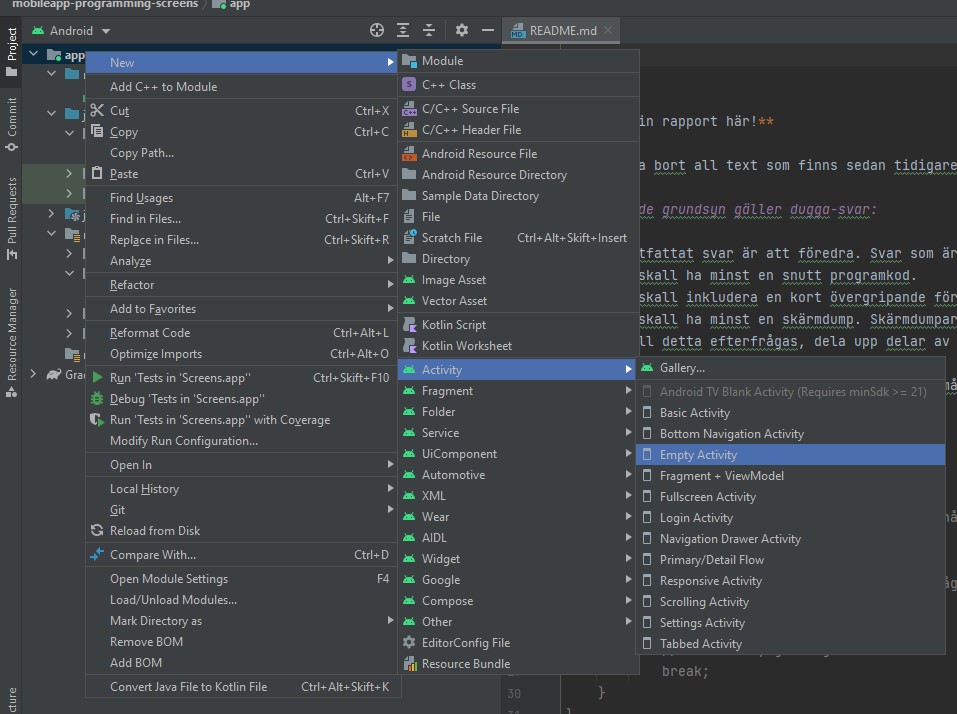 mobileapp-programming-screens app
Android
README.md
Project
Commit
Pull Requests
Resource Manager
cture
app
Gra
New
Add C++ to Module
Cut Ctrl+X
Copy Ctrl+C
Copy Path...
Paste Ctrl+V
Find Usages Alt+F7
Find in Files... Ctrl+Skift+F
Replace in Files... Ctrl+Skift+R
Analyze
Refactor
Add to Favorites
Reformat Code Ctrl+Alt+L
Optimize Imports Ctrl+Alt+O
Run 'Tests in 'Screens.app'' Ctrl+Skift+F10
Debug 'Tests in 'Screens.app''
Run 'Tests in 'Screens.app'' with Coverage
Modify Run Configuration...
Open In
Local History
Git
Reload from Disk
Compare With... Ctrl+D
Open Module Settings F4
Load/Unload Modules...
Mark Directory as
Remove BOM
Add BOM
Convert Java File to Kotlin File Ctrl+Alt+Skift+K
Module
C++ Class
C/C++ Source File
C/C++ Header File
Android Resource File
Android Resource Directory
Sample Data Directory
File
Scratch File Ctrl+Alt+Skift+Insert
Directory
Image Asset
Vector Asset
Kotlin Script
Kotlin Worksheet
Activity
Fragment
Folder
Service
UiComponent
Automotive
XML
Wear
AIDL
Widget
Google
Compose
Other
EditorConfig File
Resource Bundle
Gallery...
Android TV Blank Activity (Requires minSdk >= 21)
Basic Activity
Bottom Navigation Activity
Empty Activity
Fragment + ViewModel
Fullscreen Activity
Login Activity
Navigation Drawer Activity
Primary/Detail Flow
Responsive Activity
Scrolling Activity
Settings Activity
Tabbed Activity
in rapport här!**
a bort all text som finns sedan tidigare
de grundsyn gäller dugga-svar:
tfattat svar är att föredra. Svar som är
skall ha minst en snutt programkod.
skall inkludera en kort övergripande för
skall ha minst en skärmdump. Skärmdumpar
ll detta efterfrågas, dela upp delar av
break;
30 }